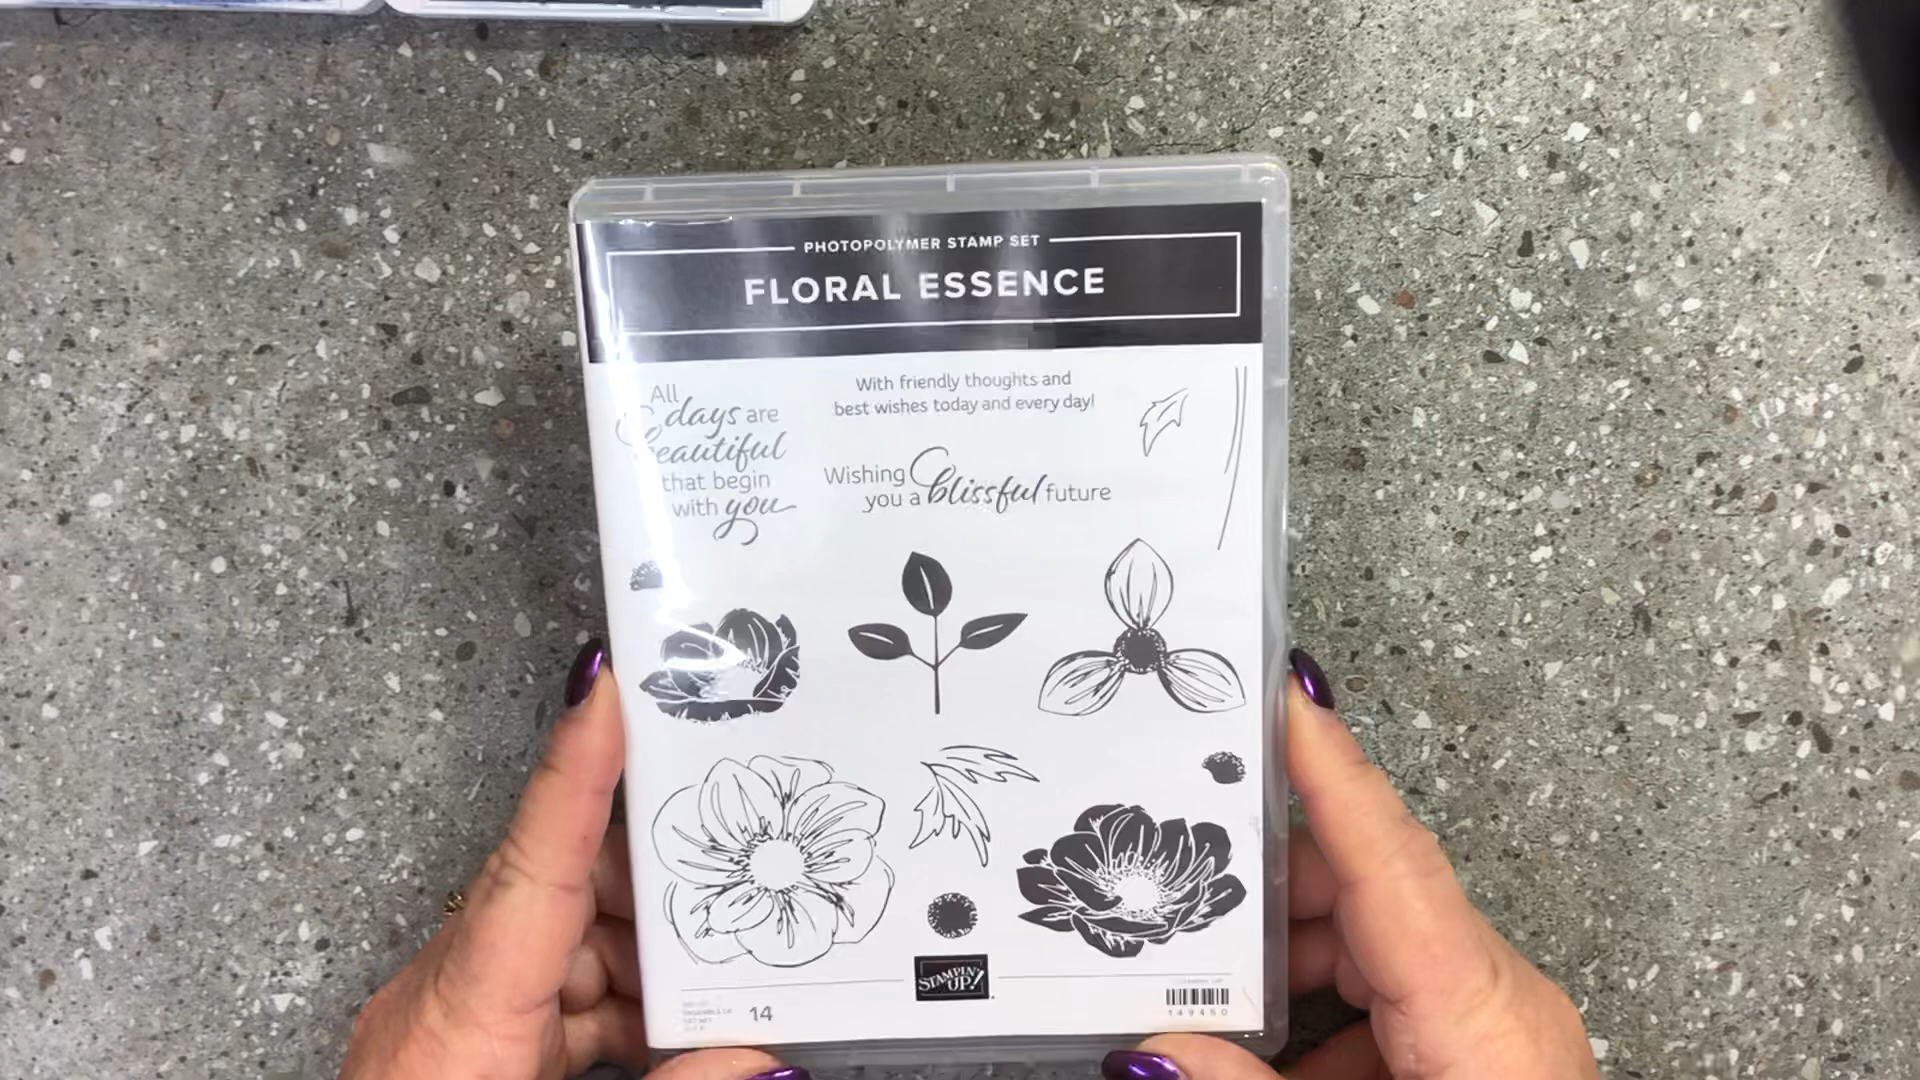 PHOTOPOLYMER STAMP SET
FLORAL ESSENCE
All
days are
beautiful
that begin
with you
With friendly thoughts and
best wishes today and every day!
Wishing
you a blissful future
STAMPIN' UP!
14
149450